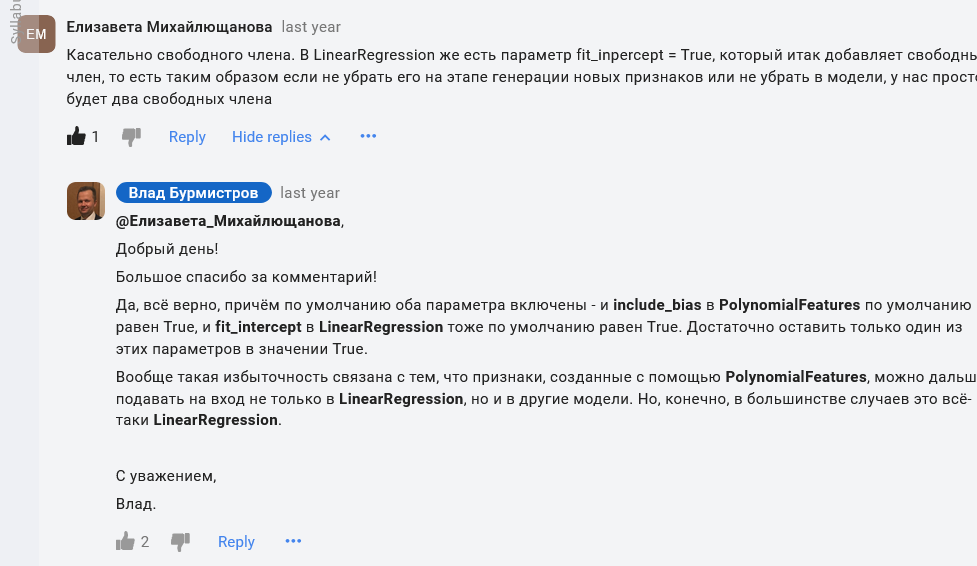 Syllabu
EM
Елизавета Михайлющанова last year
Касательно свободного члена. В LinearRegression же есть параметр fit_inpercept = True, который итак добавляет свободнь
член, то есть таким образом если не убрать его на этапе генерации новых признаков или не убрать в модели, у нас прост
будет два свободных члена
1 Reply Hide replies
Влад Бурмистров last year
@Елизавета_Михайлющанова,
Добрый день!
Большое спасибо за комментарий!
Да, всё верно, причём по умолчанию оба параметра включены - и include_bias в PolynomialFeatures по умолчанию
равен True, и fit_intercept в LinearRegression тоже по умолчанию равен True. Достаточно оставить только один из
этих параметров в значении True.
Вообще такая избыточность связана с тем, что признаки, созданные с помощью PolynomialFeatures, можно дальш
подавать на вход не только в LinearRegression, но и в другие модели. Но, конечно, в большинстве случаев это всё-
таки LinearRegression.
С уважением,
Влад.
2 Reply